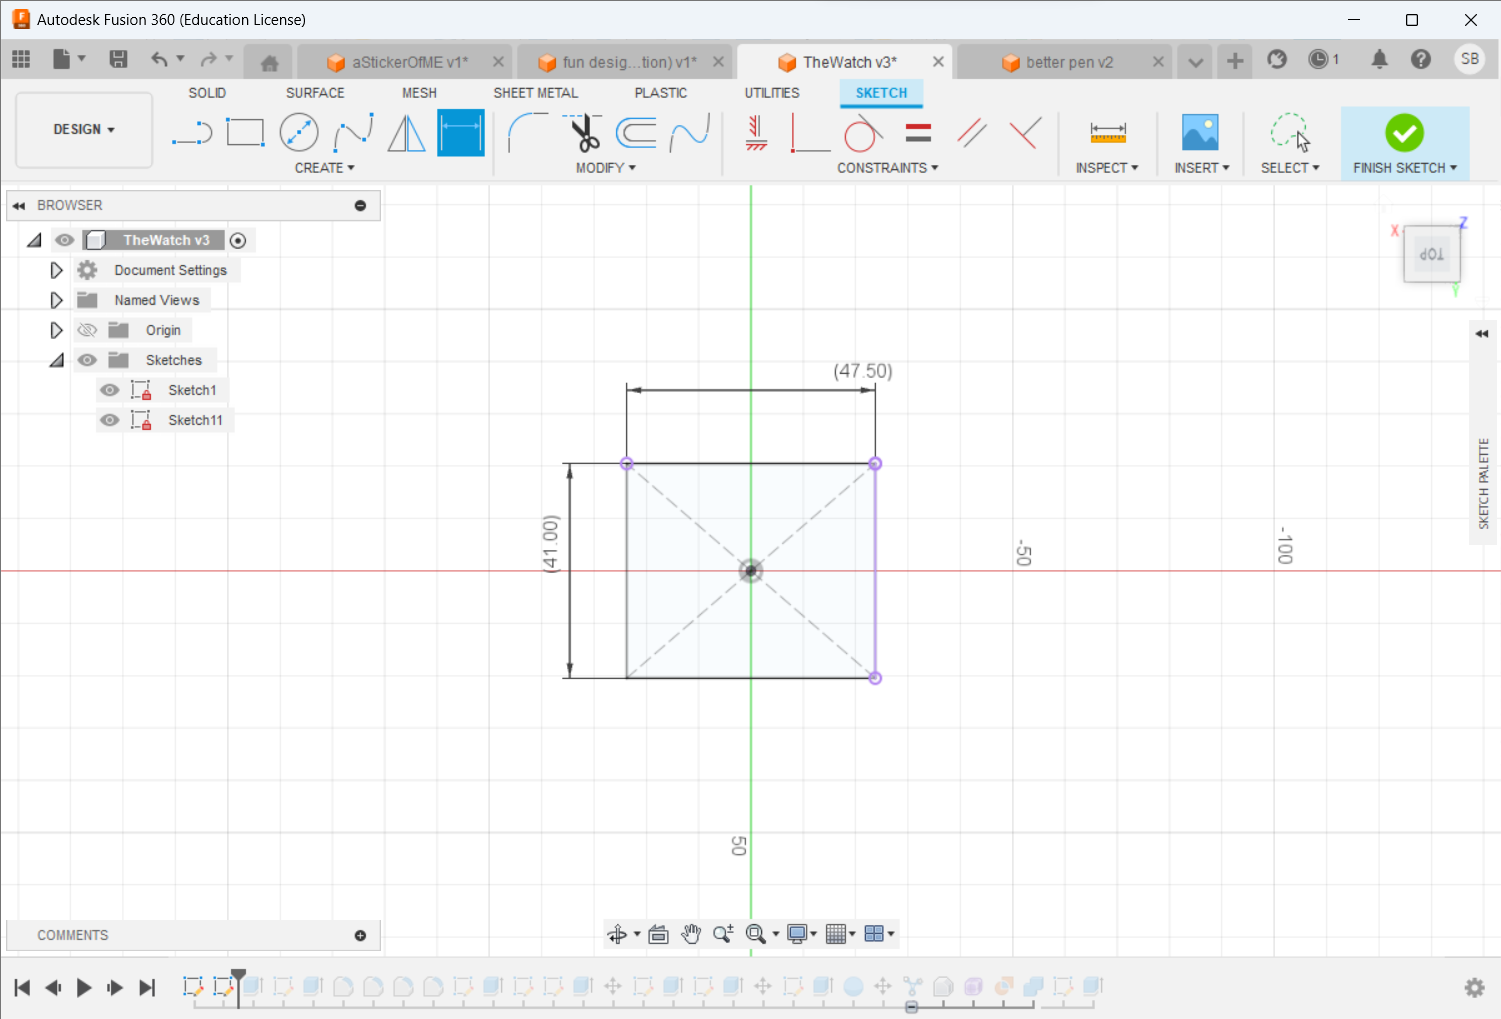 Autodesk Fusion 360 (Education License)
aStickerOfME v1*
fun desig...tion) v1*
TheWatch v3*
better pen v2
1
SB
DESIGN
SOLID
SURFACE
MESH
SHEET METAL
PLASTIC
UTILITIES
SKETCH
CREATE
MODIFY
CONSTRAINTS
INSPECT
INSERT
SELECT
FINISH SKETCH
BROWSER
TheWatch v3
Document Settings
Named Views
Origin
Sketches
Sketch1
Sketch11
X
Z
TOP
Y
SKETCH PALETTE
(47.50)
(41.00)
-50
-100
50
COMMENTS